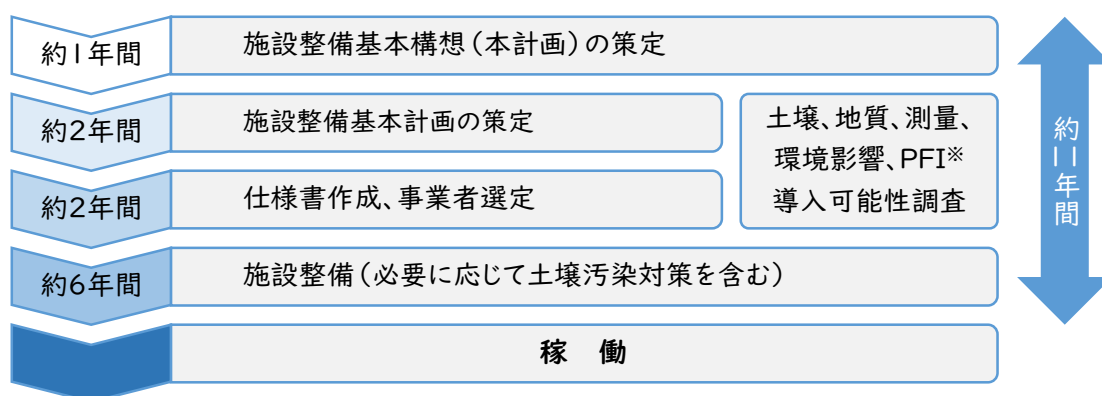 約1年間
施設整備基本構想(本計画)の策定
約2年間
施設整備基本計画の策定
土壌、地質、測量、
環境影響、PFI※
導入可能性調査
約2年間
仕様書作成、事業者選定
約6年間
施設整備(必要に応じて土壌汚染対策を含む)
稼 働
約11年間